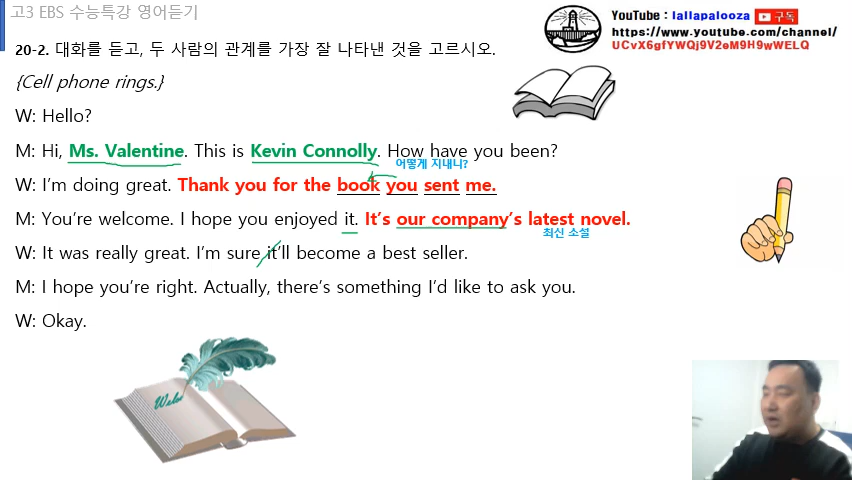 고3 EBS 수능특강 영어듣기
YouTube : lallapalooza 구독
https://www.youtube.com/channel/
UCvX6gfYWQj9V2eM9H9wWELQ
20-2. 대화를 듣고, 두 사람의 관계를 가장 잘 나타낸 것을 고르시오.
{Cell phone rings.}
W: Hello?
M: Hi, Ms. Valentine. This is Kevin Connolly. How have you been?
어떻게 지내니?
W: I'm doing great. Thank you for the book you sent me.
M: You're welcome. I hope you enjoyed it. It's our company's latest novel.
최신 소설
W: It was really great. I'm sure it'll become a best seller.
M: I hope you're right. Actually, there's something I'd like to ask you.
W: Okay.